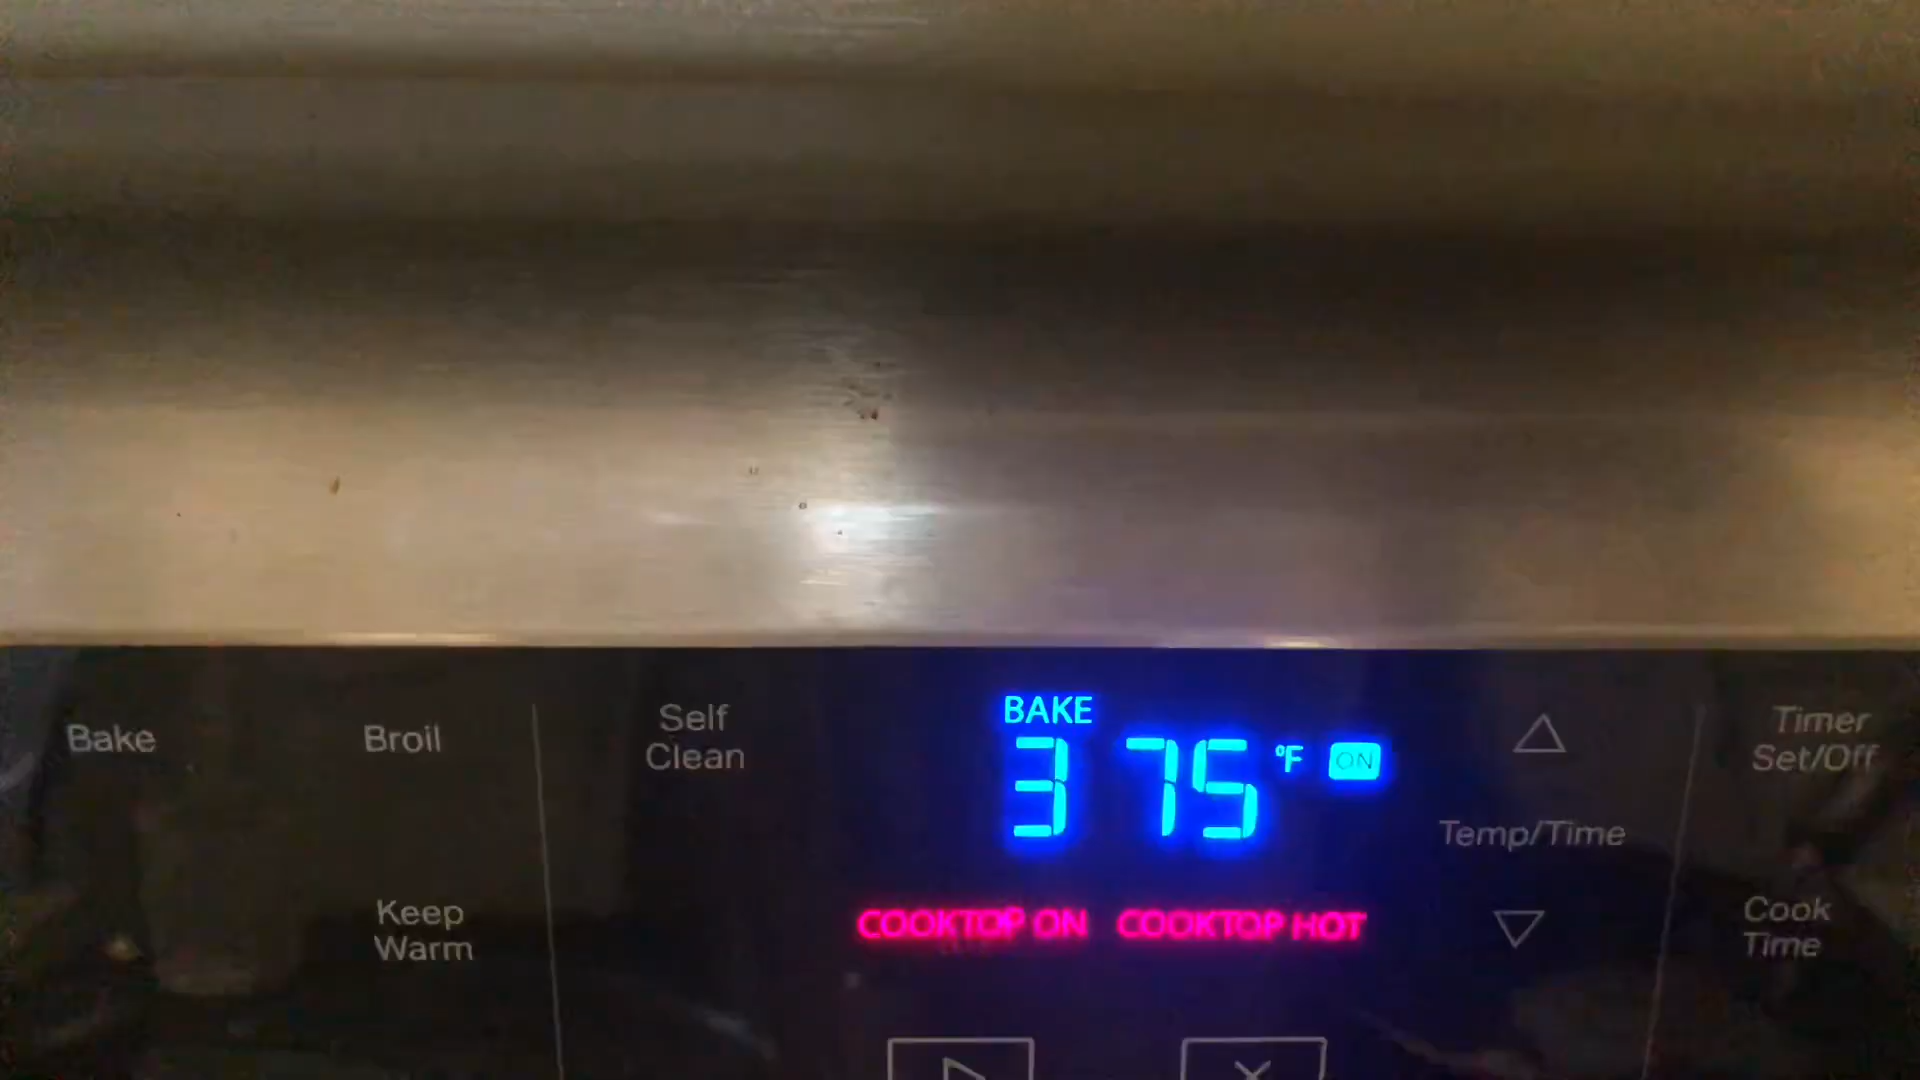 BAKE
375 °F ON
COOKTOP ON COOKTOP HOT
Bake
Broil
Keep
Warm
Self
Clean
Temp/Time
Timer
Set/Off
Cook
Time